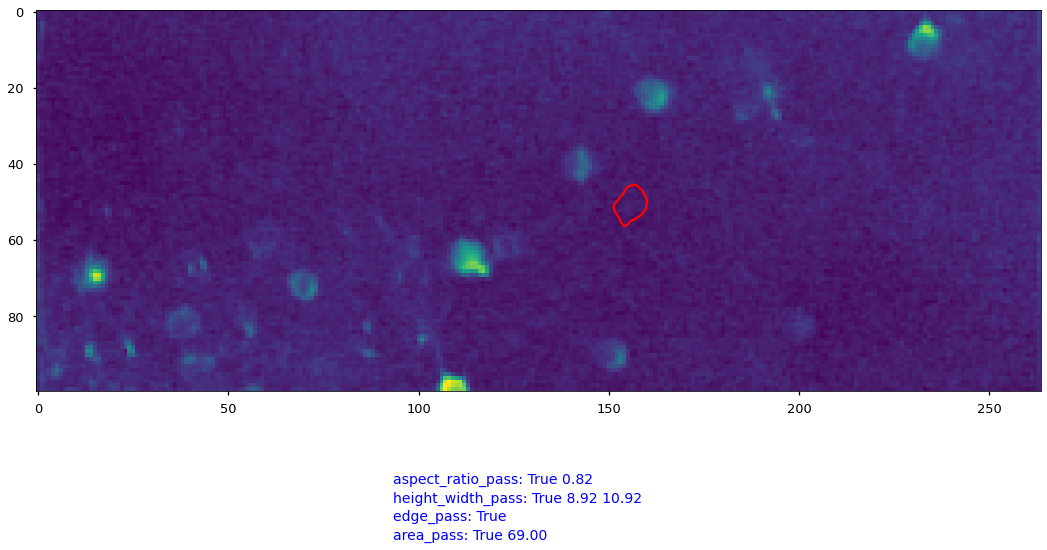 0
20
40
60
80
0 50 100 150 200 250
aspect_ratio_pass: True 0.82
height_width_pass: True 8.92 10.92
edge_pass: True
area_pass: True 69.00